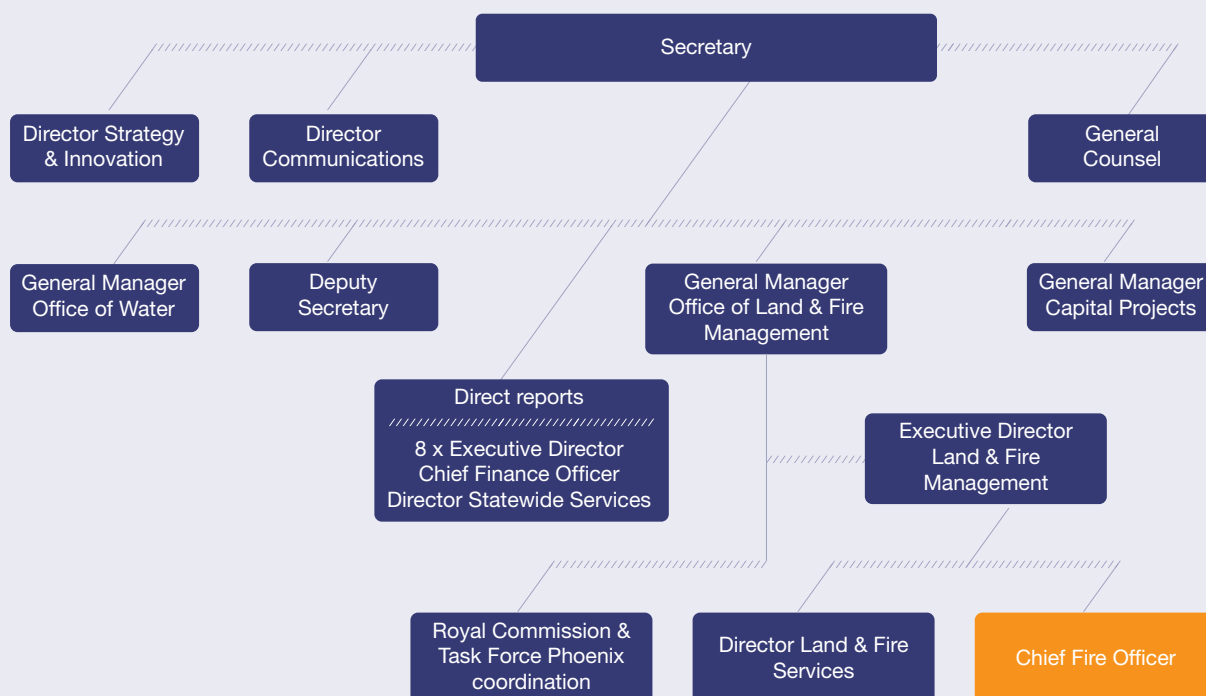 Secretary
Director Strategy
& Innovation
Director
Communications
General
Counsel
General Manager
Office of Water
Deputy
Secretary
General Manager
Office of Land & Fire
Management
General Manager
Capital Projects
Direct reports
8 x Executive Director
Chief Finance Officer
Director Statewide Services
Executive Director
Land & Fire
Management
Royal Commission &
Task Force Phoenix
coordination
Director Land & Fire
Services
Chief Fire Officer